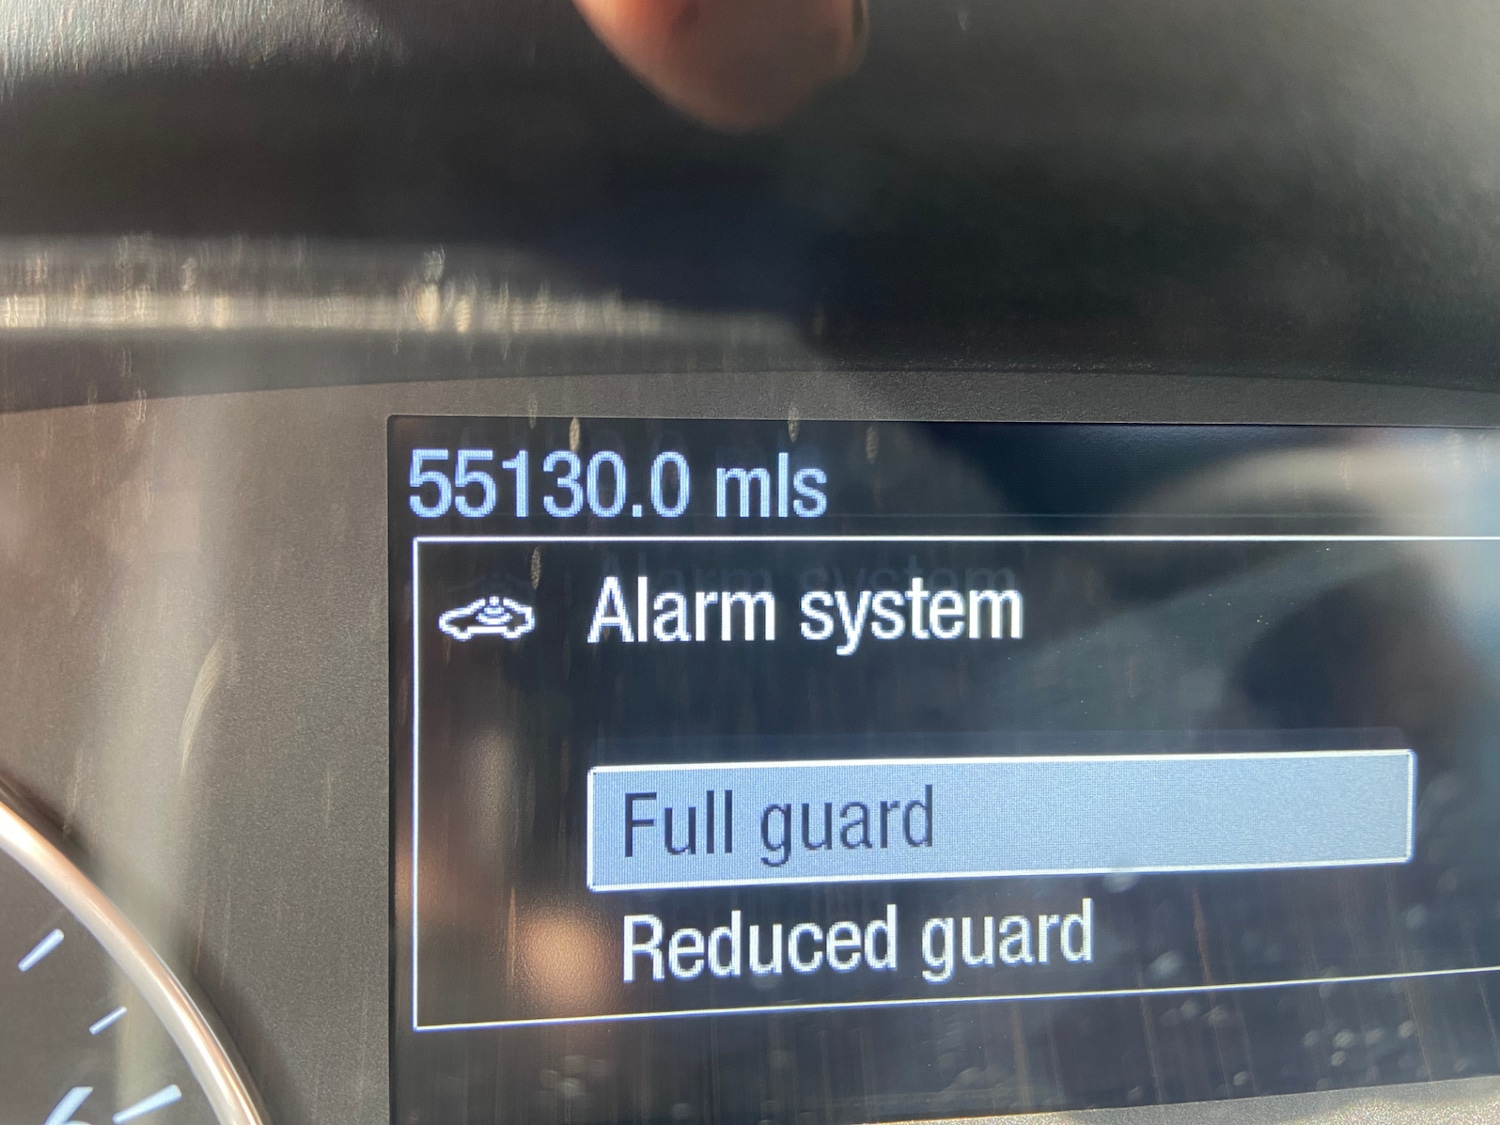 55130.0 mls
Alarm system
Full guard
Reduced guard